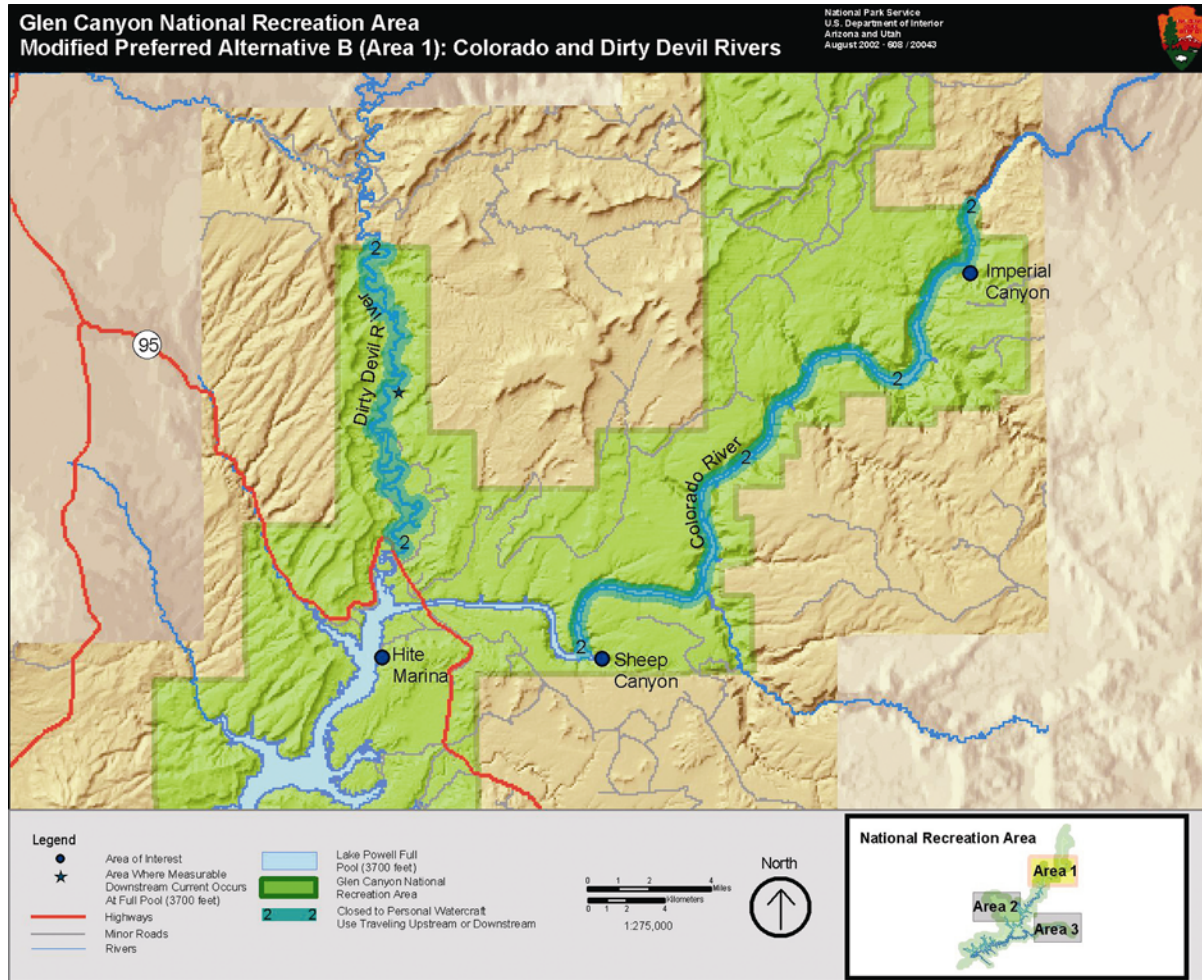 Glen Canyon National Recreation Area
Modified Preferred Alternative B (Area 1): Colorado and Dirty Devil Rivers
National Park Service
U.S. Department of Interior
Arizona and Utah
August 2002 - 608 / 20043
2
Imperial
Canyon
2
Dirty Devil River
95
2
Colorado River
2
2
2
Hite
Marina
Sheep
Canyon
Legend
Area of Interest
Area Where Measurable
Downstream Current Occurs
At Full Pool (3700 feet)
Highways
Minor Roads
Rivers
Lake Powell Full
Pool (3700 feet)
Glen Canyon National
Recreation Area
2 2
Closed to Personal Watercraft
Use Traveling Upstream or Downstream
0 1 2 4
Miles
0 1 2 4
Kilometers
1:275,000
North
National Recreation Area
Area 1
Area 2
Area 3